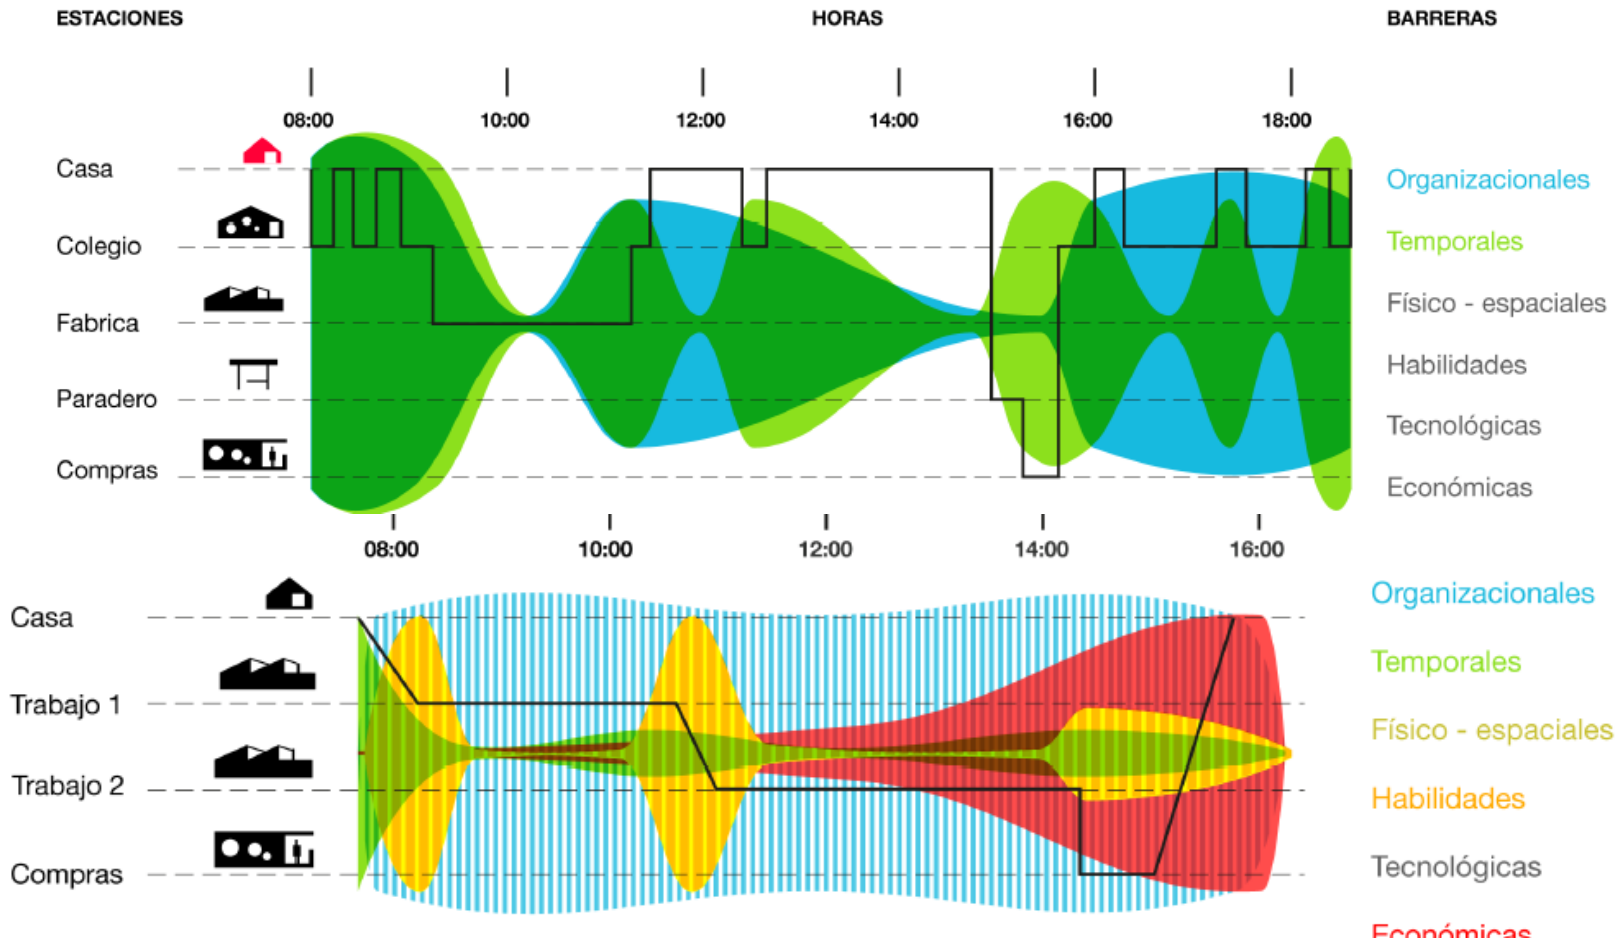 ESTACIONES HORAS BARRERAS
08:00 10:00 12:00 14:00 16:00 18:00
Casa
Colegio
Fabrica
Paradero
Compras
Organizacionales
Temporales
Físico - espaciales
Habilidades
Tecnológicas
Económicas
08:00 10:00 12:00 14:00 16:00
Casa
Trabajo 1
Trabajo 2
Compras
Organizacionales
Temporales
Físico - espaciales
Habilidades
Tecnológicas
Económicas